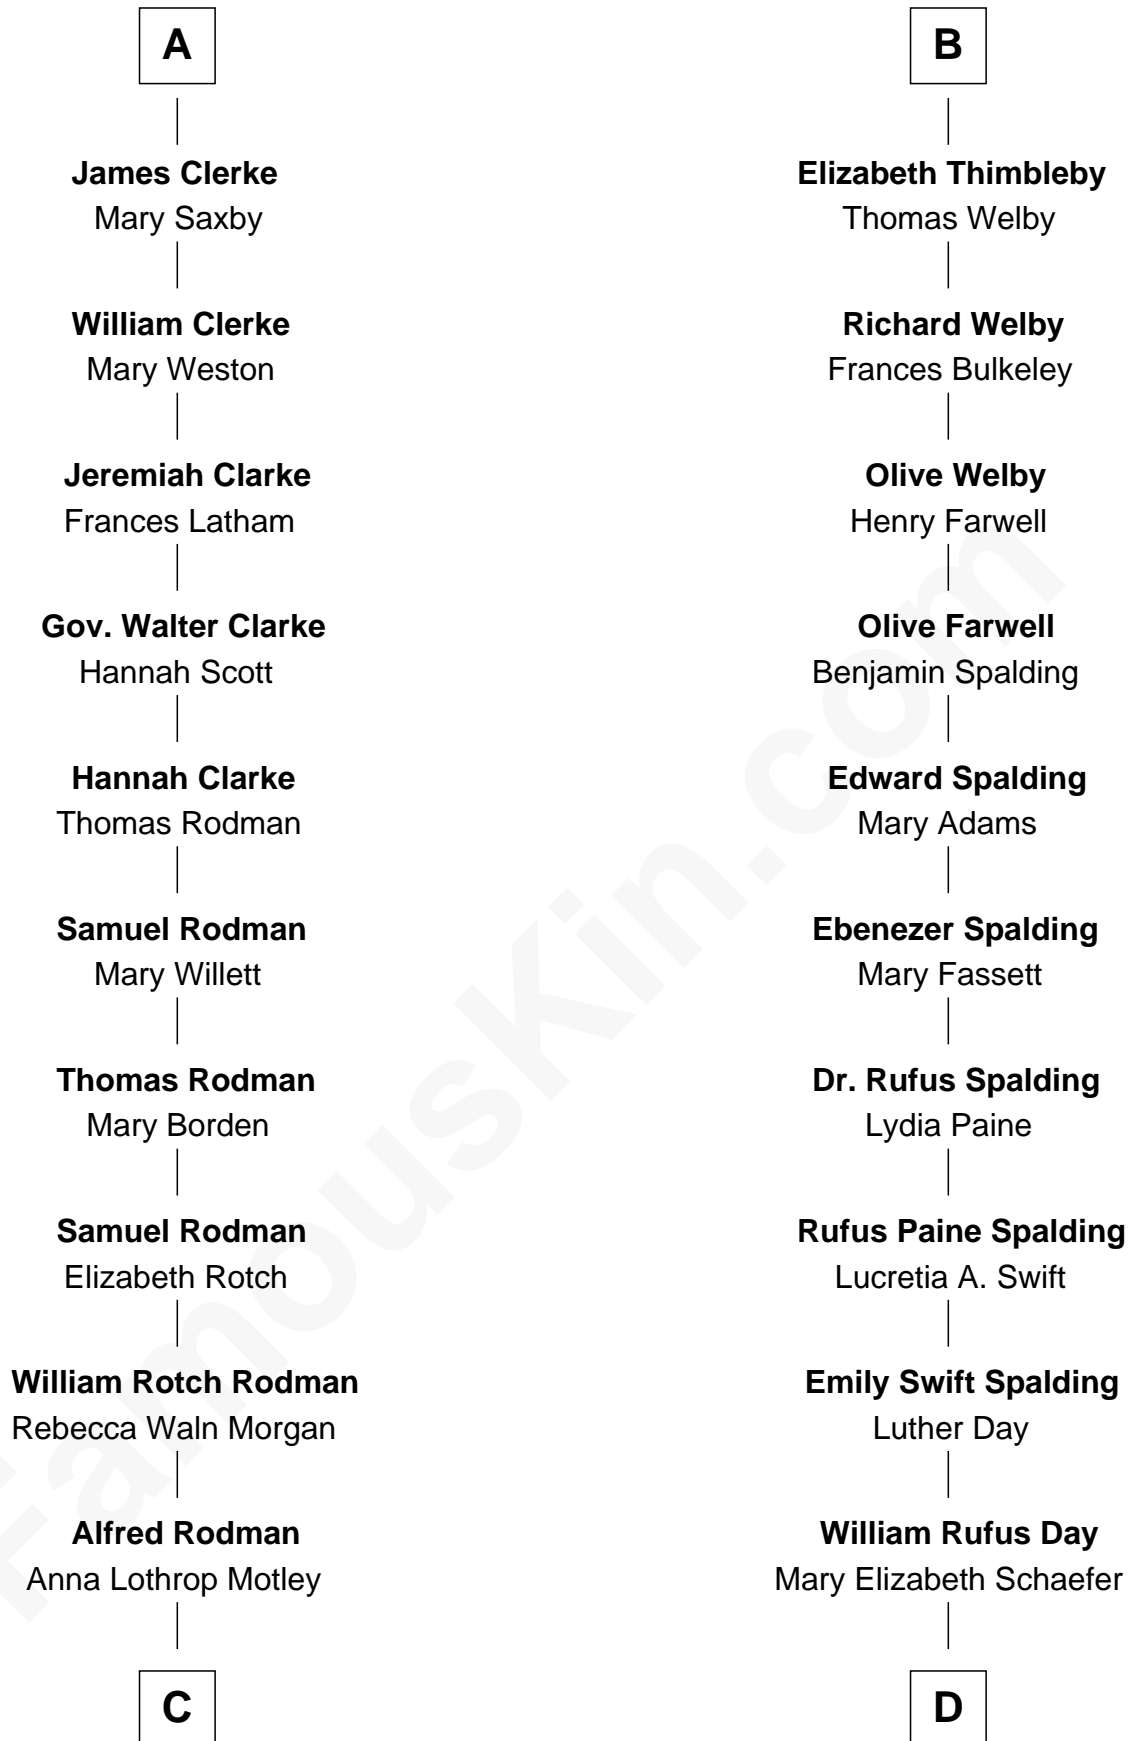 A
James Clerke
Mary Saxby
William Clerke
Mary Weston
Jeremiah Clarke
Frances Latham
Gov. Walter Clarke
Hannah Scott
Hannah Clarke
Thomas Rodman
Samuel Rodman
Mary Willett
Thomas Rodman
Mary Borden
Samuel Rodman
Elizabeth Rotch
William Rotch Rodman
Rebecca Waln Morgan
Alfred Rodman
Anna Lothrop Motley
C
B
Elizabeth Thimbleby
Thomas Welby
Richard Welby
Frances Bulkeley
Olive Welby
Henry Farwell
Olive Farwell
Benjamin Spalding
Edward Spalding
Mary Adams
Ebenezer Spalding
Mary Fassett
Dr. Rufus Spalding
Lydia Paine
Rufus Paine Spalding
Lucretia A. Swift
Emily Swift Spalding
Luther Day
William Rufus Day
Mary Elizabeth Schaefer
D
FamousKin.com